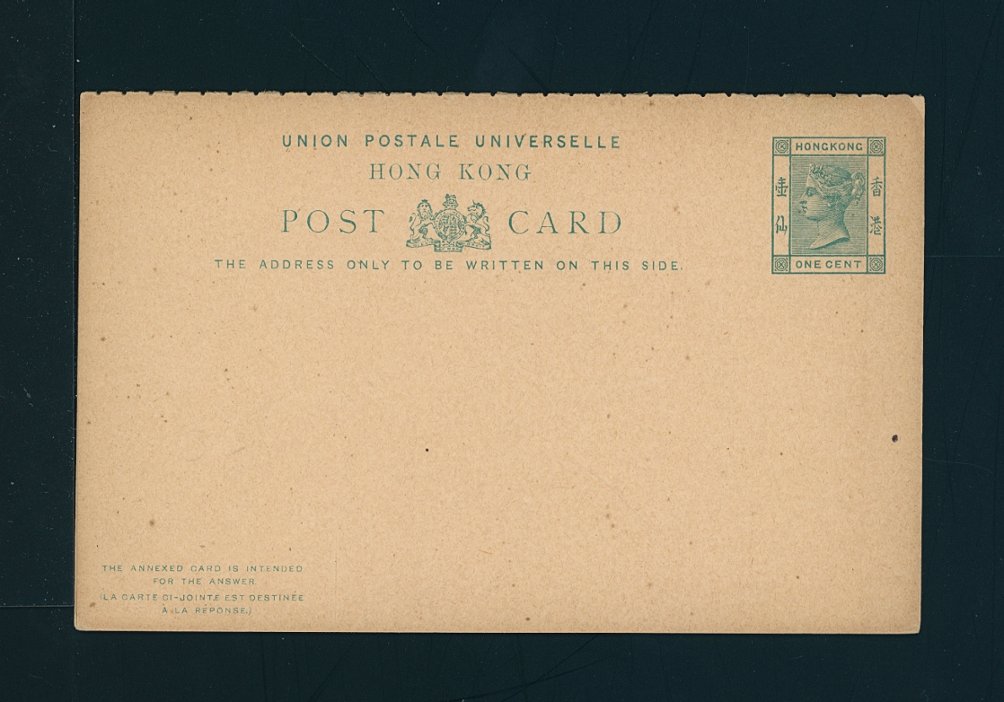 UNION POSTALE UNIVERSELLE
HONG KONG
POST CARD
THE ADDRESS ONLY TO BE WRITTEN ON THIS SIDE.
HONGKONG
壺仙
香港
ONE CENT
THE ANNEXED CARD IS INTENDED
FOR THE ANSWER.
(LA CARTE CI-JOINTE EST DESTINÉE
À LA RÉPONSE.)